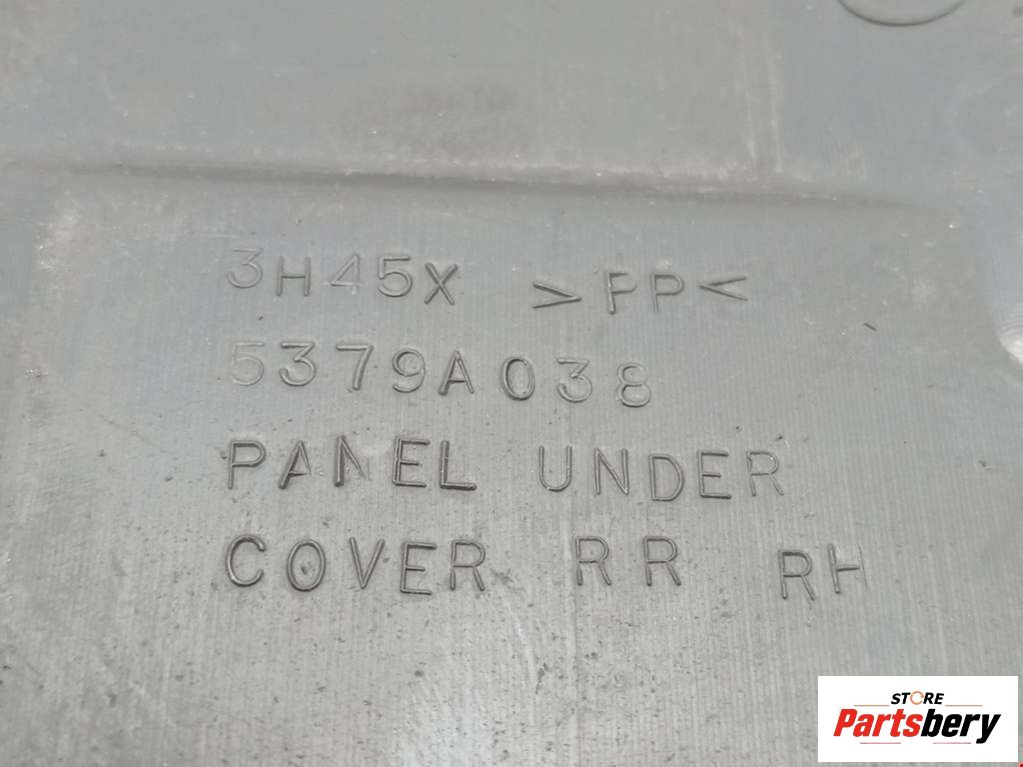 3H45X >PP<
5379A038
PANEL UNDER
COVER RR RH
STORE
Partsbery